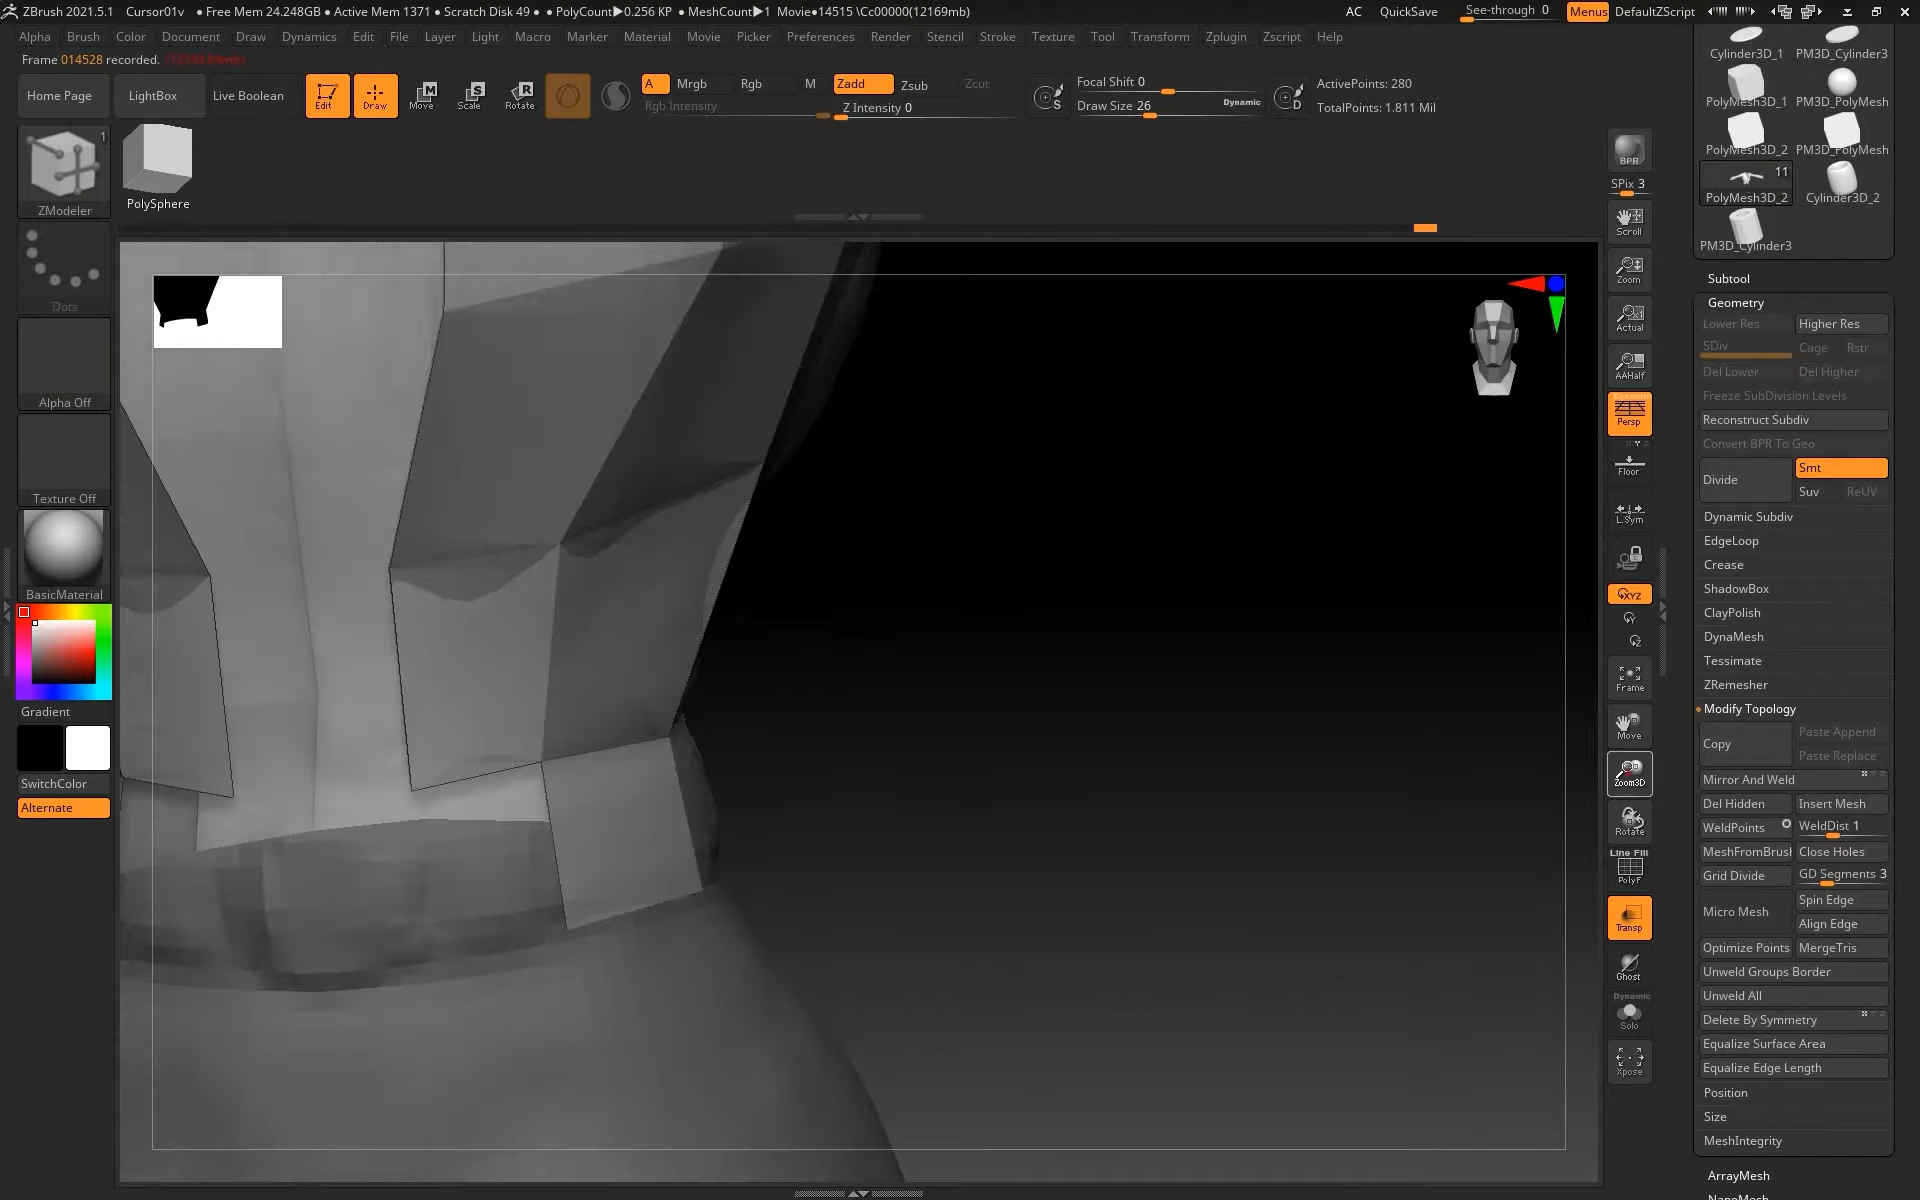 ZBrush 2021.5.1 Cursor01v ● Free Mem 24.248GB ● Active Mem 1371 ● Scratch Disk 49 ● ● PolyCount▶0.256 KP ● MeshCount▶1 Movie●14515 \Cc00000(12169mb) AC QuickSave See-through 0 Menus DefaultZScript
Alpha Brush Color Document Draw Dynamics Edit File Layer Light Macro Marker Material Movie Picker Preferences Render Stencil Stroke Texture Tool Transform Zplugin Zscript Help
Frame 014528 recorded.
Home Page LightBox Live Boolean Edit Draw Move Scale Rotate
A Mrgb Rgb M Zadd Zsub Zcut
Rgb Intensity Z Intensity 0
S Focal Shift 0
Draw Size 26 Dynamic
D ActivePoints: 280
TotalPoints: 1.811 Mil
1
ZModeler
PolySphere
Dots
Alpha Off
Texture Off
BasicMaterial
Gradient
SwitchColor
Alternate
BPR
SPix 3
Scroll
Zoom
Actual
AAHalf
Dynamic
Persp
Floor
L.Sym
XYZ
Y
Z
Frame
Move
Zoom3D
Rotate
Line Fill
PolyF
Transp
Ghost
Dynamic
Solo
Xpose
Cylinder3D_1 PM3D_Cylinder3
PolyMesh3D_1 PM3D_PolyMesh
PolyMesh3D_2 PM3D_PolyMesh
11
PolyMesh3D_2 Cylinder3D_2
PM3D_Cylinder3
Subtool
Geometry
Lower Res Higher Res
SDiv Cage Rstr
Del Lower Del Higher
Freeze SubDivision Levels
Reconstruct Subdiv
Convert BPR To Geo
Divide Smt
Suv ReUV
Dynamic Subdiv
EdgeLoop
Crease
ShadowBox
ClayPolish
DynaMesh
Tessimate
ZRemesher
Modify Topology
Copy Paste Append
Paste Replace
Mirror And Weld
Del Hidden Insert Mesh
WeldPoints WeldDist 1
MeshFromBrush Close Holes
Grid Divide GD Segments 3
Micro Mesh Spin Edge
Align Edge
Optimize Points MergeTris
Unweld Groups Border
Unweld All
Delete By Symmetry
Equalize Surface Area
Equalize Edge Length
Position
Size
MeshIntegrity
ArrayMesh
NanoMesh